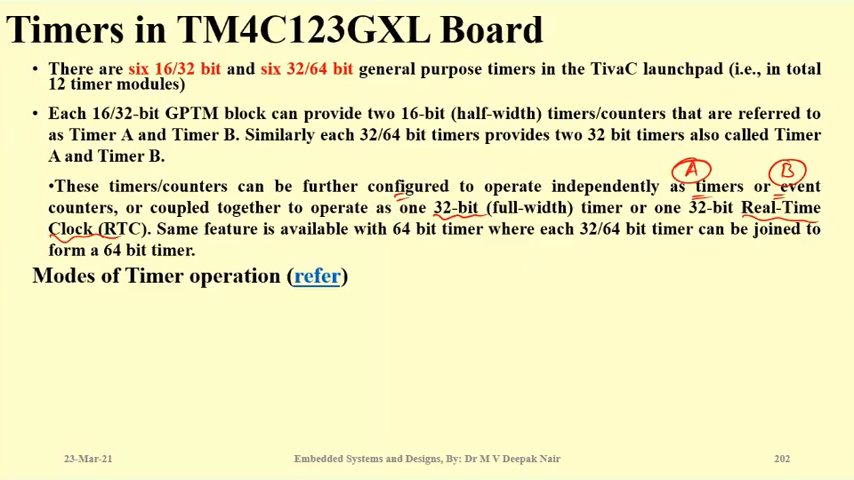 Timers in TM4C123GXL Board
• There are six 16/32 bit and six 32/64 bit general purpose timers in the TivaC launchpad (i.e., in total
12 timer modules)
• Each 16/32-bit GPTM block can provide two 16-bit (half-width) timers/counters that are referred to
as Timer A and Timer B. Similarly each 32/64 bit timers provides two 32 bit timers also called Timer
A and Timer B.
A B
•These timers/counters can be further configured to operate independently as timers or event
counters, or coupled together to operate as one 32-bit (full-width) timer or one 32-bit Real-Time
Clock (RTC). Same feature is available with 64 bit timer where each 32/64 bit timer can be joined to
form a 64 bit timer.
Modes of Timer operation (refer)
23-Mar-21 Embedded Systems and Designs, By: Dr M V Deepak Nair 202